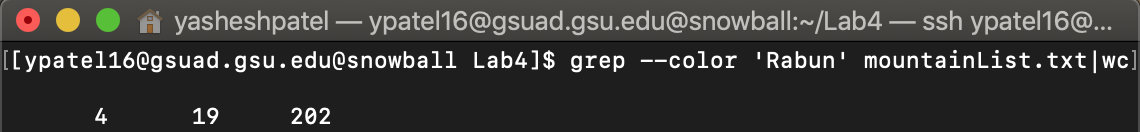 yasheshpatel — ypatel16@gsuad.gsu.edu@snowball:~/Lab4 — ssh ypatel16@...
[[ypatel16@gsuad.gsu.edu@snowball Lab4]$ grep --color 'Rabun' mountainList.txt|wc]
4 19 202